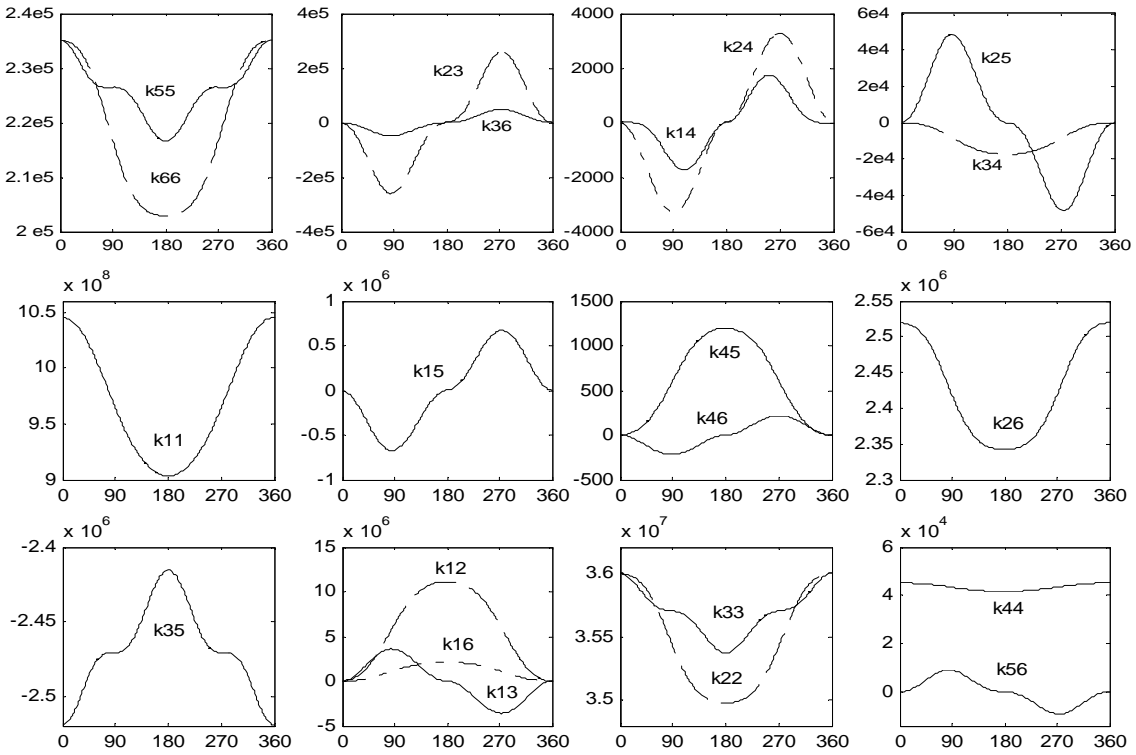 2.4e5
2.3e5
2.2e5
2.1e5
2 e5
0 90 180 270 360
k55
k66
4e5
2e5
0
-2e5
-4e5
0 90 180 270 360
k23
k36
4000
2000
0
-2000
-4000
0 90 180 270 360
k24
k14
6e4
4e4
2e4
0
-2e4
-4e4
-6e4
0 90 180 270 360
k25
k34
x 10^8
10.5
10
9.5
9
0 90 180 270 360
k11
x 10^6
1
0.5
0
-0.5
-1
0 90 180 270 360
k15
1500
1000
500
0
-500
0 90 180 270 360
k45
k46
x 10^6
2.55
2.5
2.45
2.4
2.35
2.3
0 90 180 270 360
k26
x 10^6
-2.4
-2.45
-2.5
0 90 180 270 360
k35
x 10^6
15
10
5
0
-5
0 90 180 270 360
k12
k16
k13
x 10^7
3.6
3.55
3.5
0 90 180 270 360
k33
k22
x 10^4
6
4
2
0
0 90 180 270 360
k44
k56